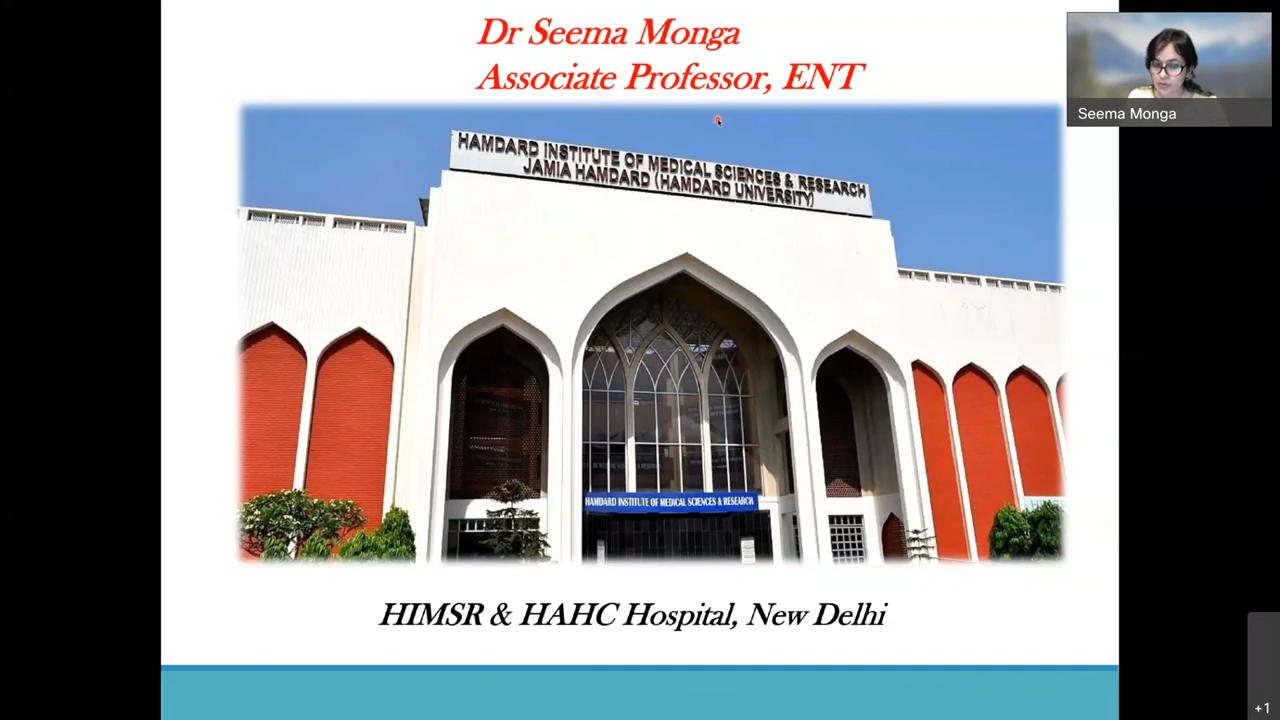 Dr Seema Monga
Associate Professor, ENT
Seema Monga
HAMDARD INSTITUTE OF MEDICAL SCIENCES & RESEARCH
JAMIA HAMDARD (HAMDARD UNIVERSITY)
HAMDARD INSTITUTE OF MEDICAL SCIENCES & RESEARCH
HIMSR & HAHC Hospital, New Delhi
+1